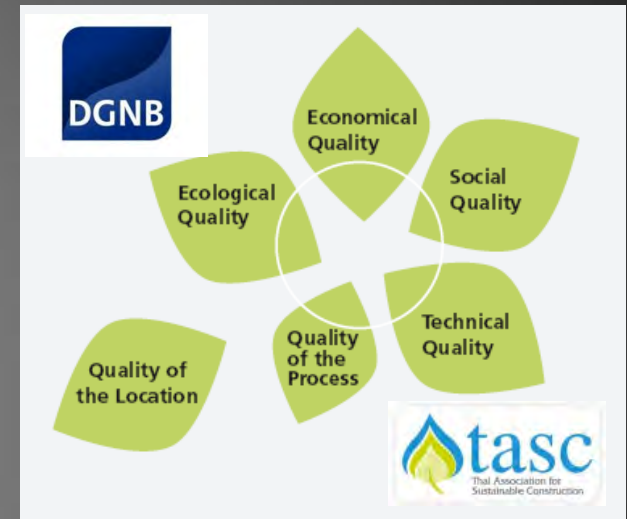 DGNB
Economical
Quality
Social
Quality
Ecological
Quality
Technical
Quality
Quality
of the
Process
Quality of
the Location
tasc
Thai Association for
Sustainable Construction